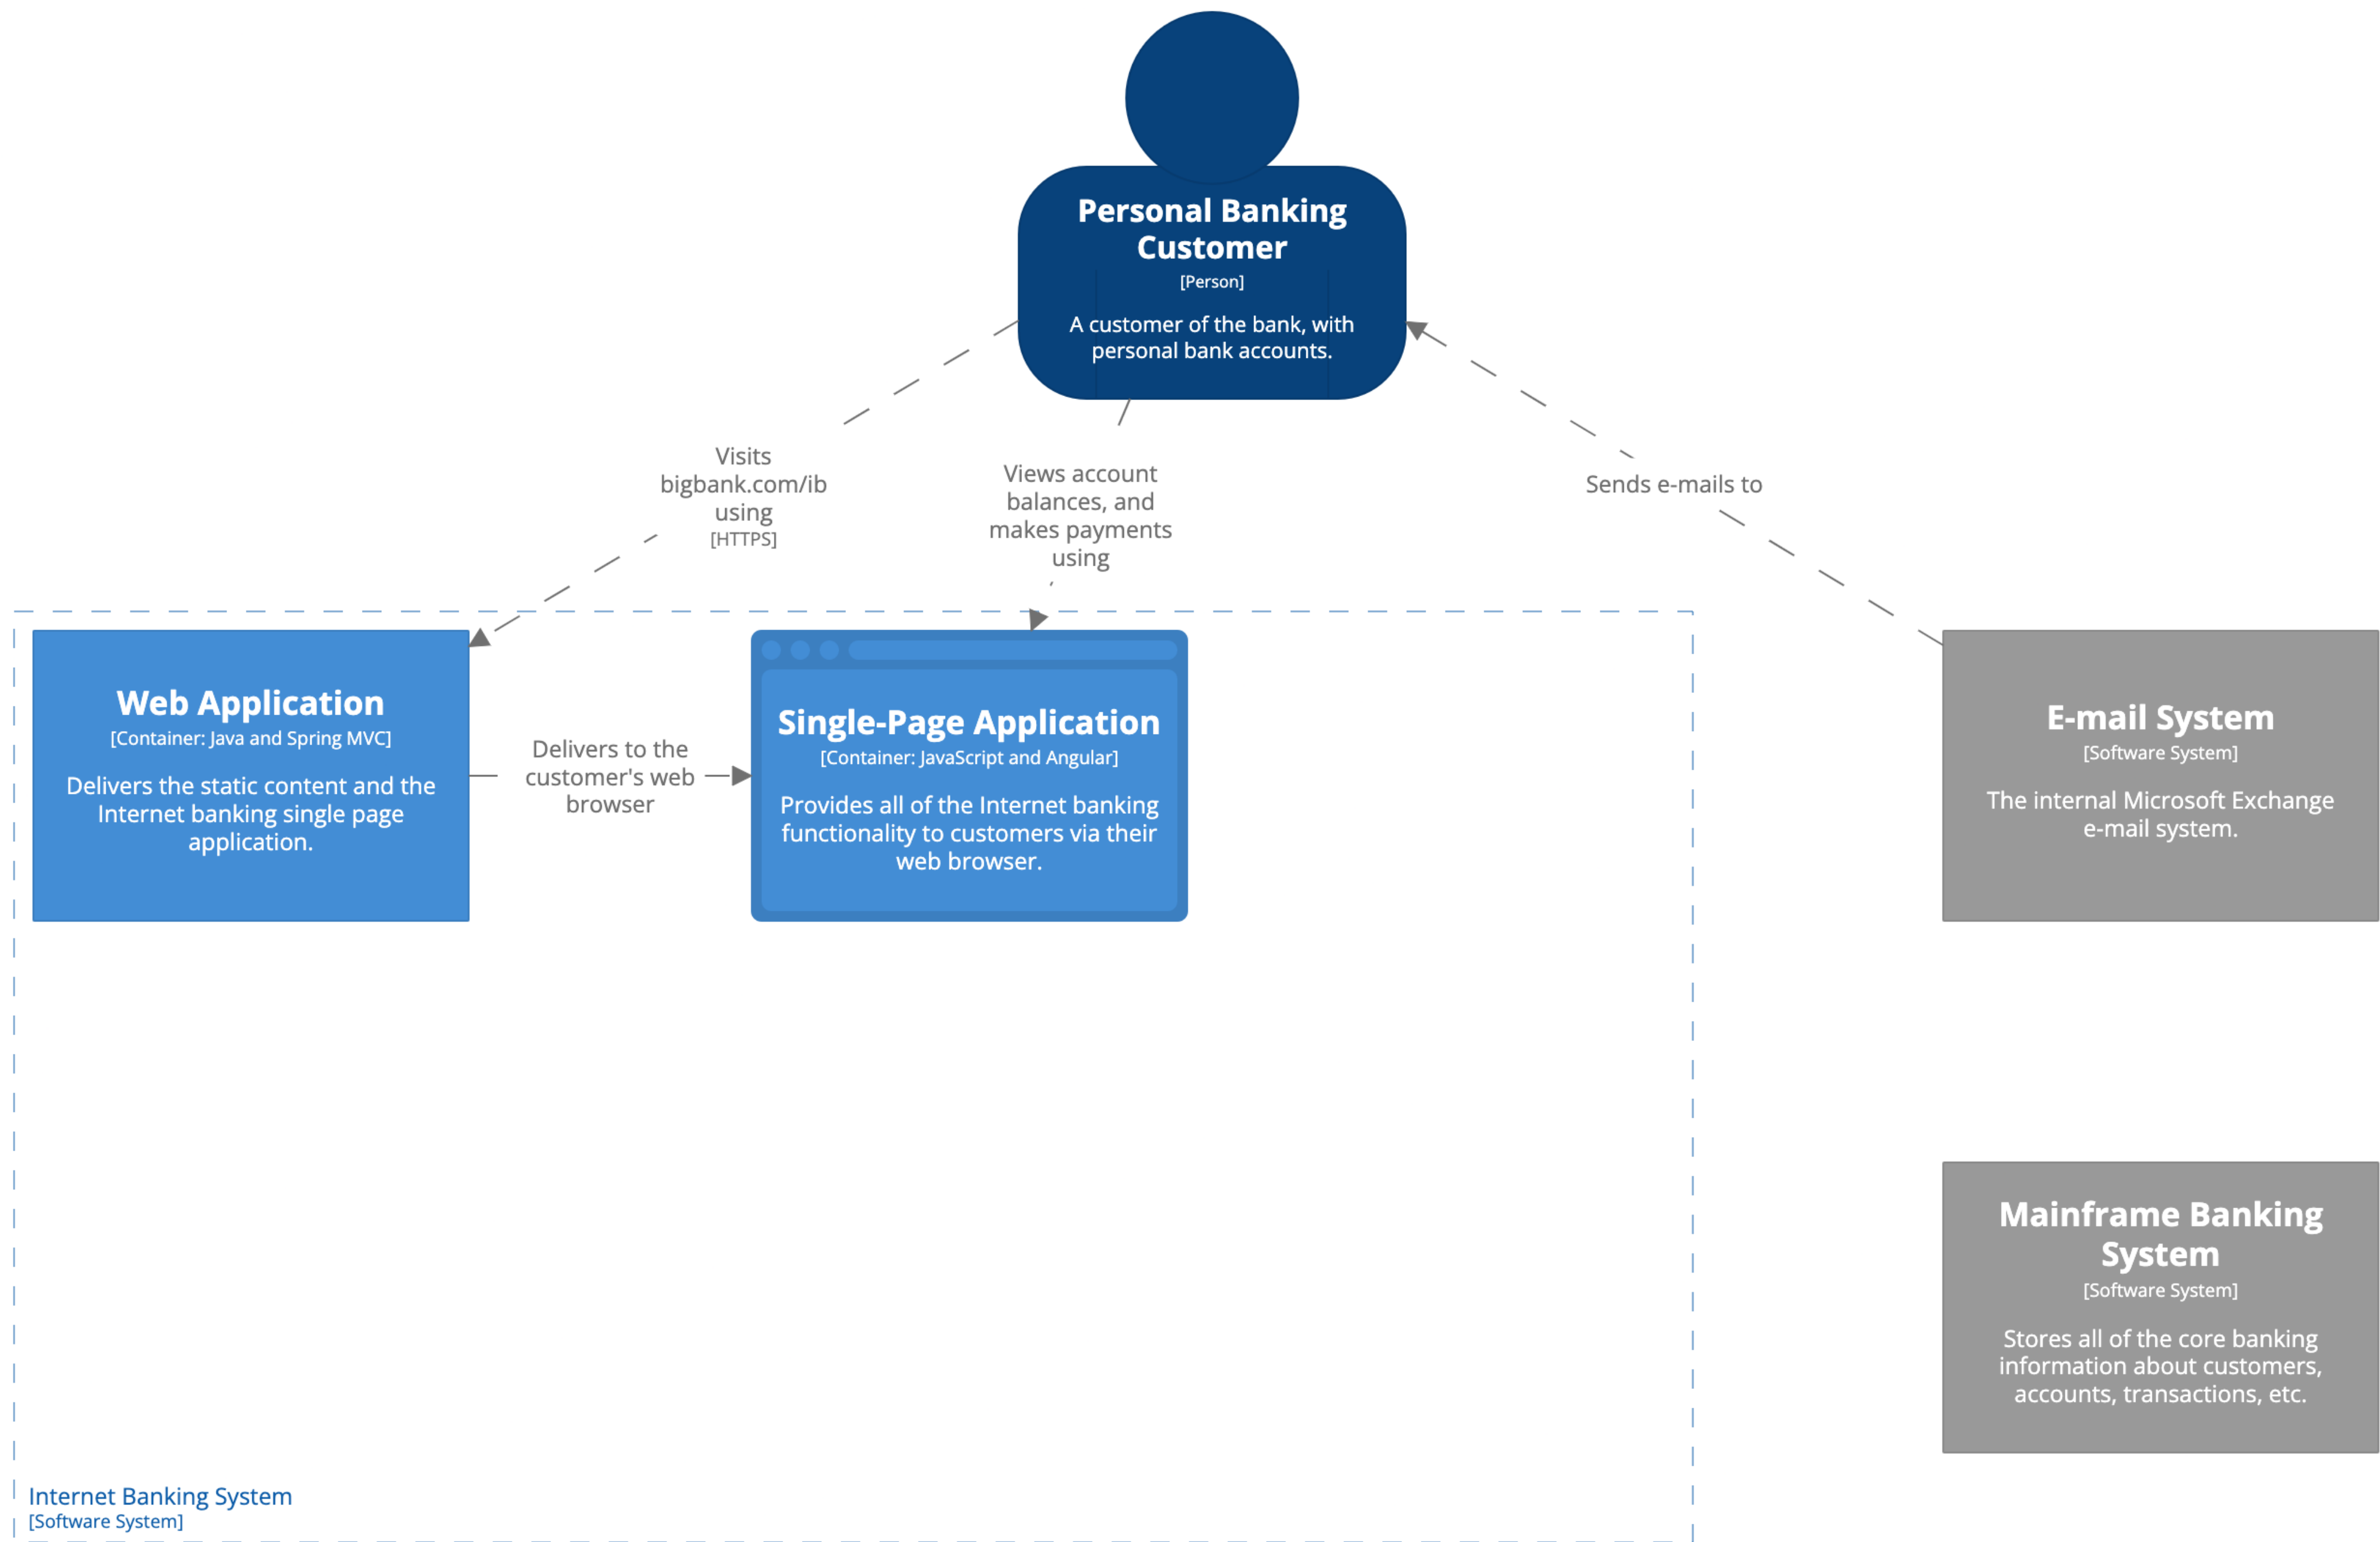 Personal Banking
Customer
[Person]
A customer of the bank, with
personal bank accounts.
Visits
bigbank.com/ib
using
[HTTPS]
Views account
balances, and
makes payments
using
Sends e-mails to
Web Application
[Container: Java and Spring MVC]
Delivers the static content and the
Internet banking single page
application.
Delivers to the
customer's web
browser
Single-Page Application
[Container: JavaScript and Angular]
Provides all of the Internet banking
functionality to customers via their
web browser.
E-mail System
[Software System]
The internal Microsoft Exchange
e-mail system.
Mainframe Banking
System
[Software System]
Stores all of the core banking
information about customers,
accounts, transactions, etc.
Internet Banking System
[Software System]